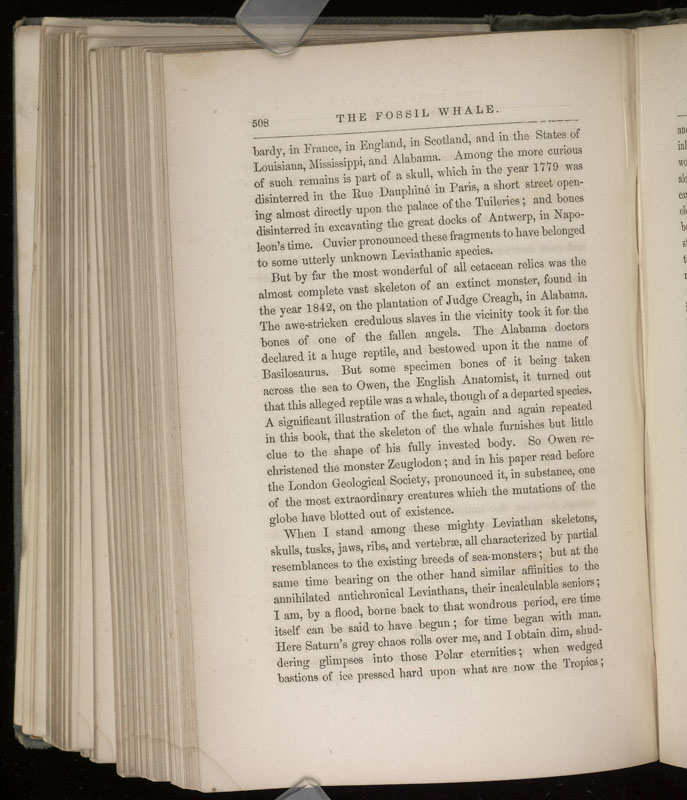 508
THE FOSSIL WHALE.
bardy, in France, in England, in Scotland, and in the States of
Louisiana, Mississippi, and Alabama. Among the more curious
of such remains is part of a skull, which in the year 1779 was
disinterred in the Rue Dauphiné in Paris, a short street open-
ing almost directly upon the palace of the Tuileries; and bones
disinterred in excavating the great docks of Antwerp, in Napo-
leon's time. Cuvier pronounced these fragments to have belonged
to some utterly unknown Leviathanic species.
But by far the most wonderful of all cetacean relics was the
almost complete vast skeleton of an extinct monster, found in
the year 1842, on the plantation of Judge Creagh, in Alabama.
The awe-stricken credulous slaves in the vicinity took it for the
bones of one of the fallen angels. The Alabama doctors
declared it a huge reptile, and bestowed upon it the name of
Basilosaurus. But some specimen bones of it being taken
across the sea to Owen, the English Anatomist, it turned out
that this alleged reptile was a whale, though of a departed species.
A significant illustration of the fact, again and again repeated
in this book, that the skeleton of the whale furnishes but little
clue to the shape of his fully invested body. So Owen re-
christened the monster Zeuglodon; and in his paper read before
the London Geological Society, pronounced it, in substance, one
of the most extraordinary creatures which the mutations of the
globe have blotted out of existence.
When I stand among these mighty Leviathan skeletons,
skulls, tusks, jaws, ribs, and vertebræ, all characterized by partial
resemblances to the existing breeds of sea-monsters; but at the
same time bearing on the other hand similar affinities to the
annihilated antichronical Leviathans, their incalculable seniors;
I am, by a flood, borne back to that wondrous period, ere time
itself can be said to have begun; for time began with man.
Here Saturn's grey chaos rolls over me, and I obtain dim, shud-
dering glimpses into those Polar eternities; when wedged
bastions of ice pressed hard upon what are now the Tropics;